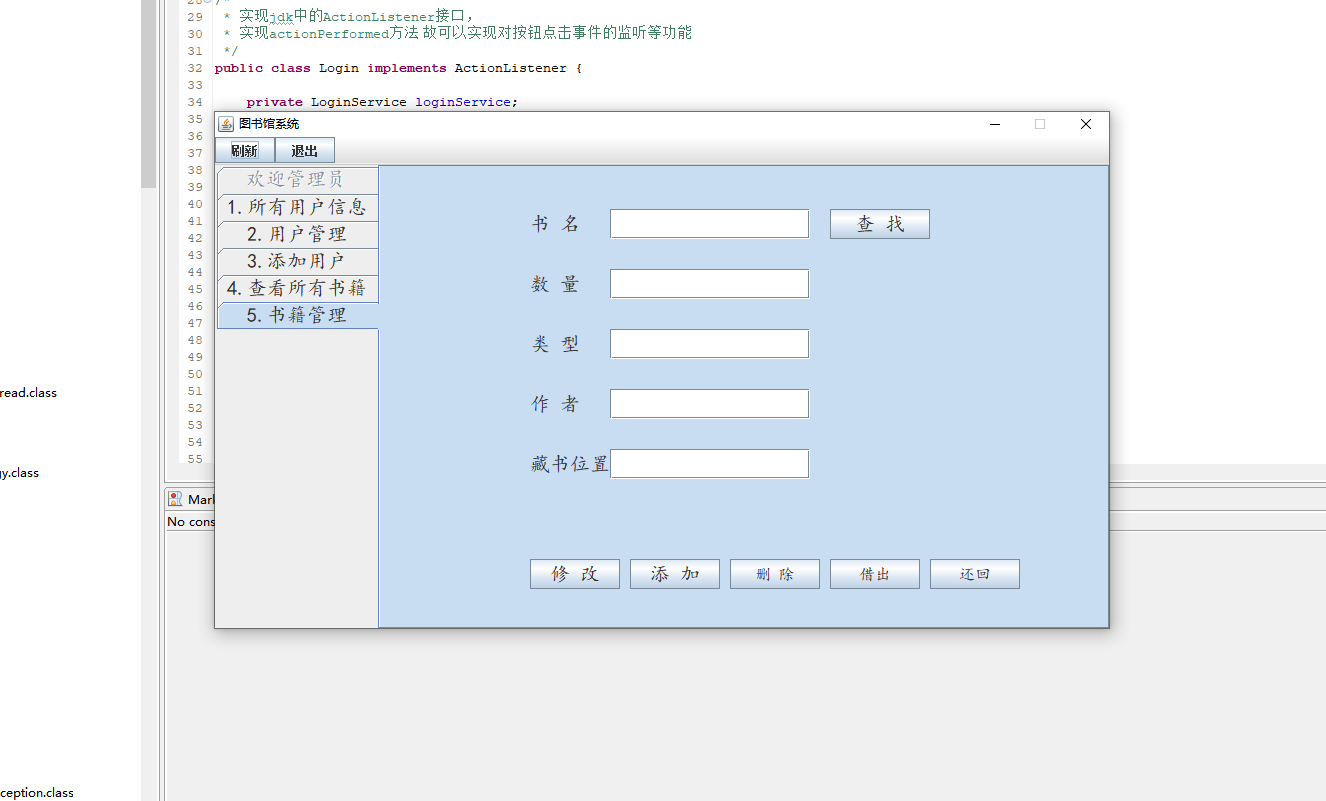 28 /*
29 * 实现jdk中的ActionListener接口，
30 * 实现actionPerformed方法 故可以实现对按钮点击事件的监听等功能
31 */
32 public class Login implements ActionListener {
33
34 private LoginService loginService;
35
图书馆系统
36
刷新 退出
37
38
欢迎管理员
39
1.所有用户信息
40
书 名 查 找
41
2.用户管理
42
3.添加用户
43
44
数 量
4.查看所有书籍
45
46
5.书籍管理
47
48
类 型
49
50
51
read.class
52
作 者
53
54
55
藏书位置
gy.class
Mark
No cons
修 改 添 加 删 除 借出 还回
ception.class